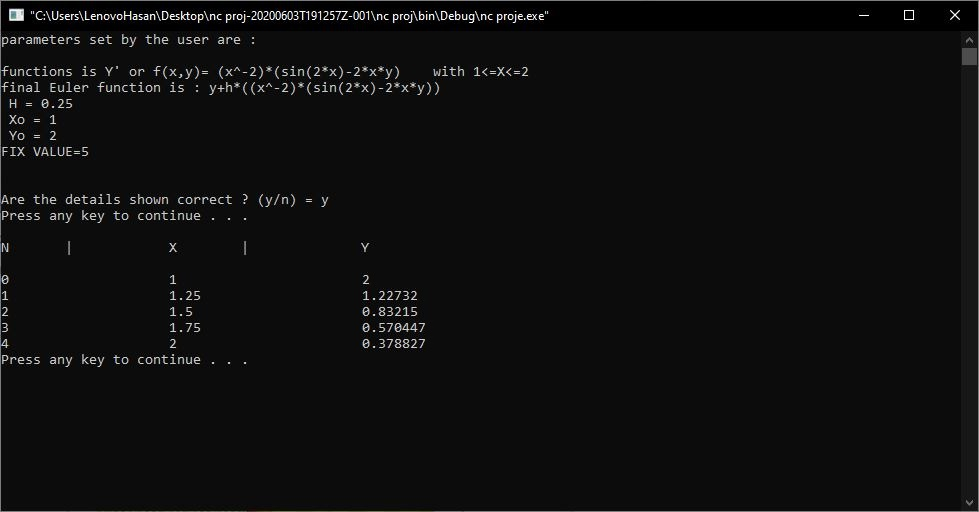 "C:\Users\LenovoHasan\Desktop\nc proj-20200603T191257Z-001\nc proj\bin\Debug\nc proje.exe"
parameters set by the user are :
functions is Y' or f(x,y)= (x^-2)*(sin(2*x)-2*x*y)    with 1<=X<=2
final Euler function is : y+h*((x^-2)*(sin(2*x)-2*x*y))
H = 0.25
Xo = 1
Yo = 2
FIX VALUE=5
Are the details shown correct ? (y/n) = y
Press any key to continue . . .
N | X | Y
0 1 2
1 1.25 1.22732
2 1.5 0.83215
3 1.75 0.570447
4 2 0.378827
Press any key to continue . . .